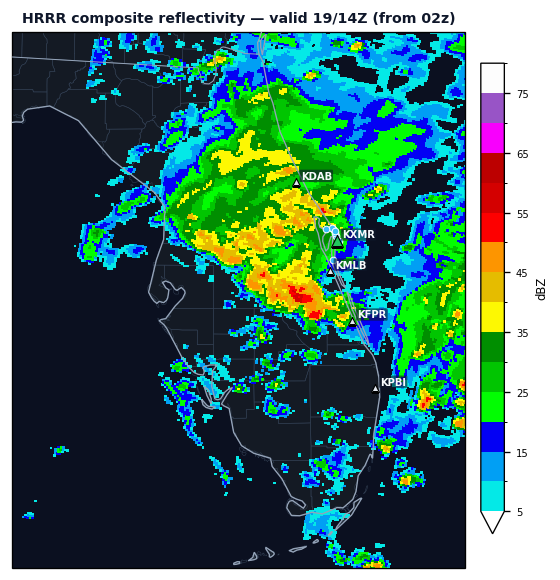 HRRR composite reflectivity — valid 19/14Z (from 02z)
KDAB
KXMR
KMLB
KFPR
KPBI
75
65
55
45
35
25
15
5
dBZ